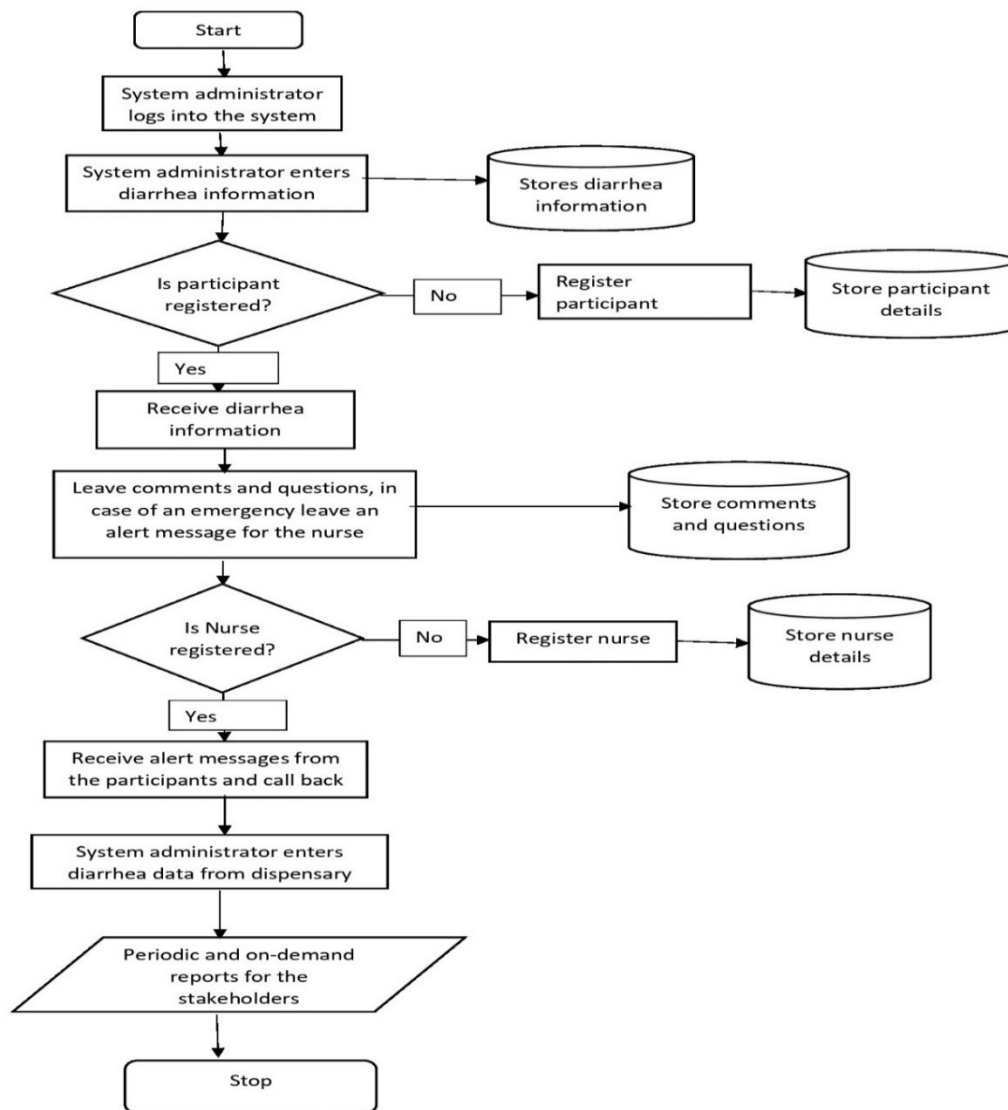 Start
System administrator
logs into the system
System administrator enters
diarrhea information
Stores diarrhea
information
Is participant
registered?
No
Register
participant
Store participant
details
Yes
Receive diarrhea
information
Leave comments and questions, in
case of an emergency leave an
alert message for the nurse
Store comments
and questions
Is Nurse
registered?
No
Register nurse
Store nurse
details
Yes
Receive alert messages from
the participants and call back
System administrator enters
diarrhea data from dispensary
Periodic and on-demand
reports for the
stakeholders
Stop